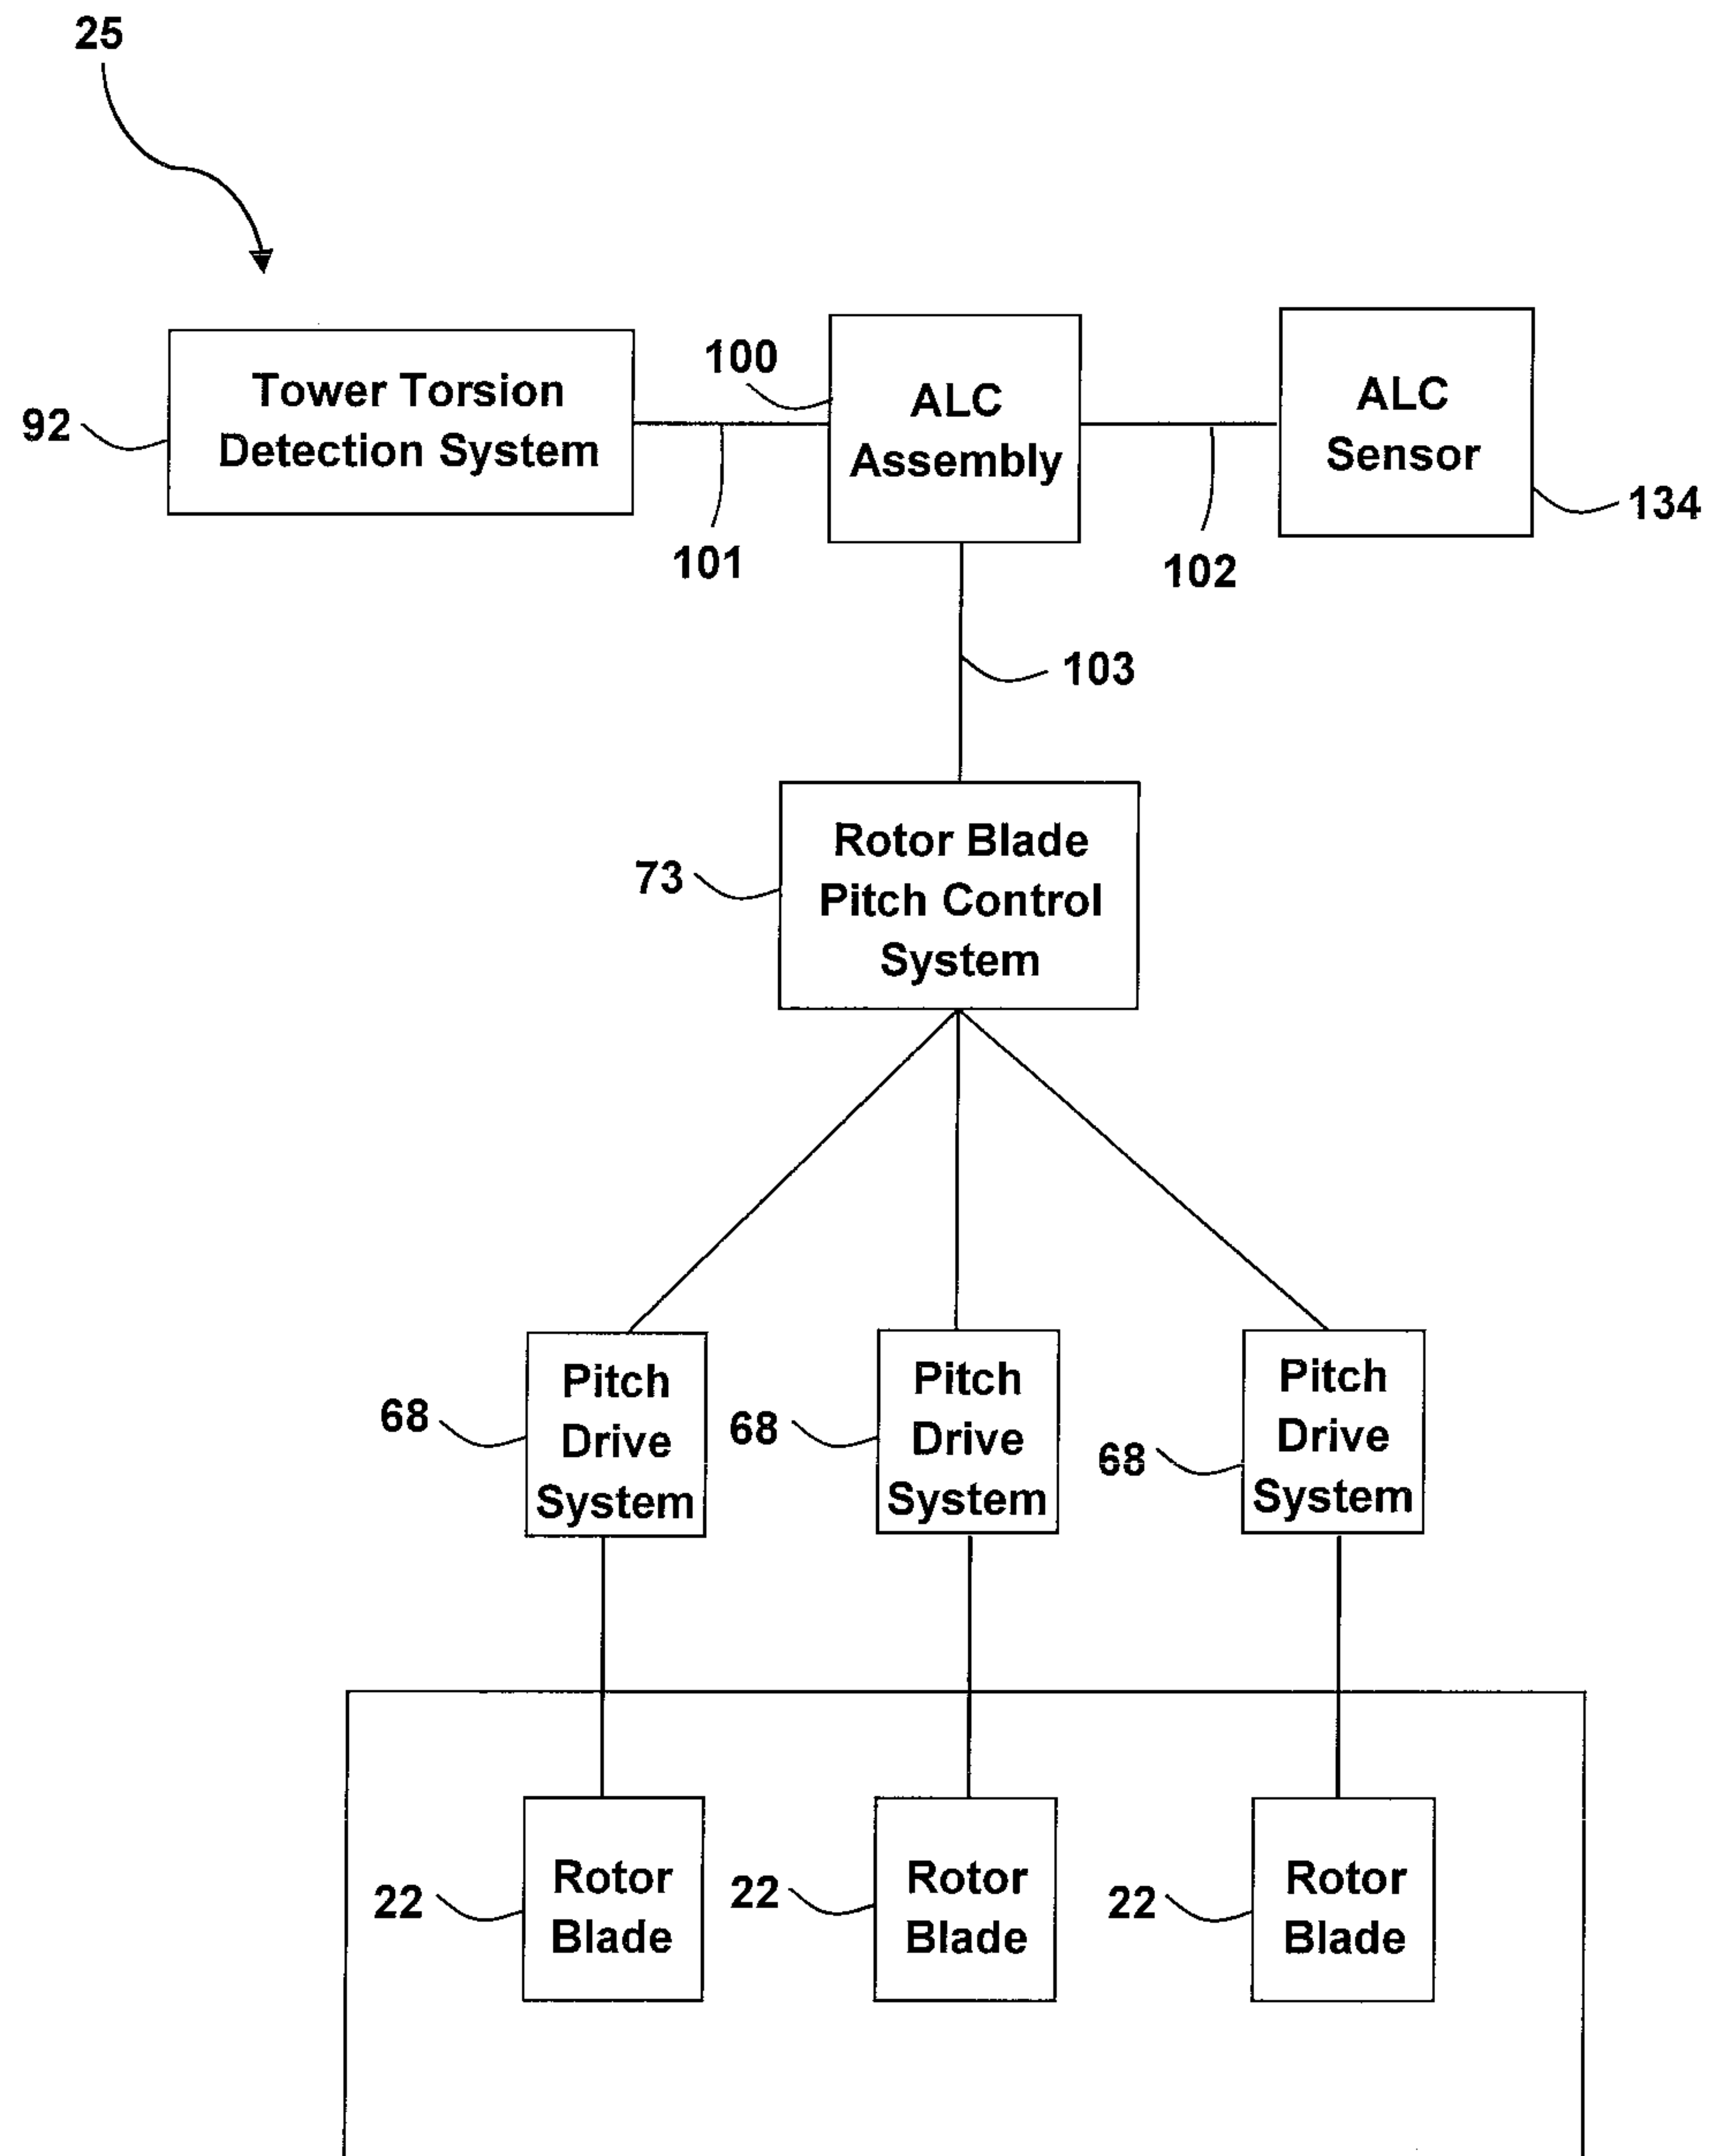 25
Tower Torsion
Detection System
92
100
ALC
Assembly
ALC
Sensor
134
101
102
103
Rotor Blade
Pitch Control
System
73
68
Pitch
Drive
System
68
Pitch
Drive
System
68
Pitch
Drive
System
22
Rotor
Blade
22
Rotor
Blade
22
Rotor
Blade